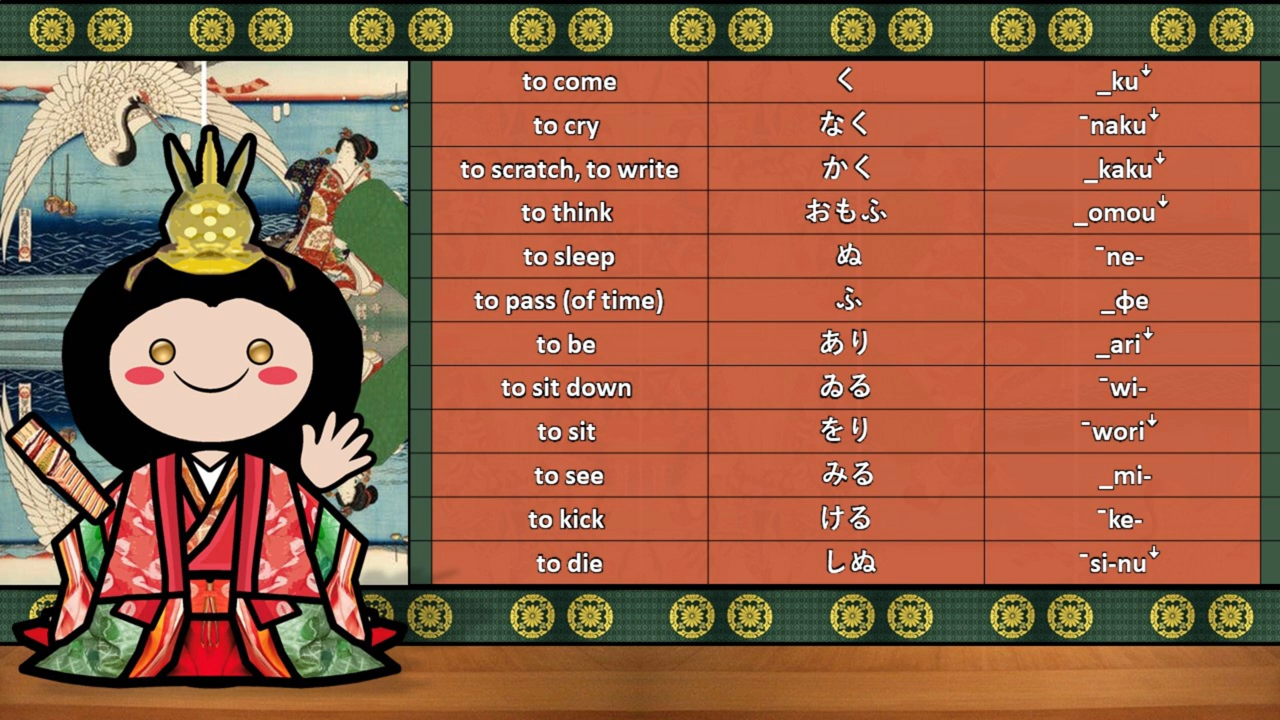 to come く _ku↓
to cry なく ¯naku↓
to scratch, to write かく _kaku↓
to think おもふ _omou↓
to sleep ぬ ¯ne-
to pass (of time) ふ _фe
to be あり _ari↓
to sit down ゐる ¯wi-
to sit をり ¯wori↓
to see みる _mi-
to kick ける ¯ke-
to die しぬ ¯si-nu↓